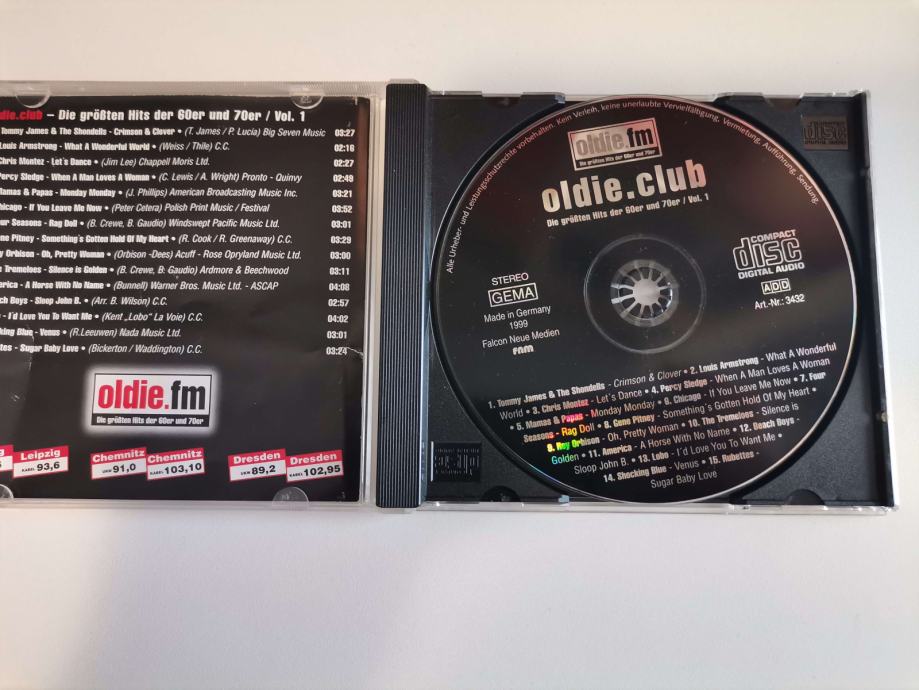 die.club – Die größten Hits der 60er und 70er / Vol. 1
Tommy James & The Shondells - Crimson & Clover • (T. James / P. Lucia) Big Seven Music 03:27
Louis Armstrong - What A Wonderful World • (Weiss / Thile) C.C. 02:16
Chris Montez - Let´s Dance • (Jim Lee) Chappell Moris Ltd. 02:27
Percy Sledge - When A Man Loves A Woman • (C. Lewis / A. Wright) Pronto - Quinvy 02:49
Mamas & Papas - Monday Monday • (J. Phillips) American Broadcasting Music Inc. 03:21
hicago - If You Leave Me Now • (Peter Cetera) Polish Print Music / Festival 03:52
our Seasons - Rag Doll • (B. Crewe, B. Gaudio) Windswept Pacific Music Ltd. 03:01
ene Pitney - Something´s Gotten Hold Of My Heart • (R. Cook / R. Greenaway) C.C. 03:29
y Orbison - Oh, Pretty Woman • (Orbison -Dees) Acuff - Rose Opryland Music Ltd. 03:00
e Tremeloes - Silence is Golden • (B. Crewe, B: Gaudio) Ardmore & Beechwood 03:11
erica - A Horse With No Name • (Bunnell) Warner Bros. Music Ltd. - ASCAP 04:08
ach Boys - Sloop John B. • (Arr. B. Wilson) C.C. 02:57
- I'd Love You To Want Me • (Kent „Lobo“ La Voie) C.C. 04:02
king Blue - Venus • (R.Leeuwen) Nada Music Ltd. 03:01
ttes - Sugar Baby Love • (Bickerton / Waddington) C.C. 03:24
oldie.fm
Die größten Hits der 60er und 70er
Leipzig
KABEL 93,6
Chemnitz
UKW 91,0
Chemnitz
KABEL 103,10
Dresden
UKW 89,2
Dresden
KABEL 102,95
Alle Urheber- und Leistungsschutzrechte vorbehalten. Kein Verleih, keine unerlaubte Vervielfältigung, Vermietung, Aufführung, Sendung.
oldie.fm
Die größten Hits der 60er und 70er
oldie.club
Die größten Hits der 60er und 70er / Vol. 1
STEREO
GEMA
Made in Germany
1999
Falcon Neue Medien
fnm
COMPACT
disc
DIGITAL AUDIO
ADD
Art.-Nr.: 3432
1. Tommy James & The Shondells - Crimson & Clover • 2. Louis Armstrong - What A Wonderful
World • 3. Chris Montez - Let´s Dance • 4. Percy Sledge - When A Man Loves A Woman
• 5. Mamas & Papas - Monday Monday • 6. Chicago - If You Leave Me Now • 7. Four
Seasons - Rag Doll • 8. Gene Pitney - Something´s Gotten Hold Of My Heart •
9. Roy Orbison - Oh, Pretty Woman • 10. The Tremeloes - Silence is
Golden • 11. America - A Horse With No Name • 12. Beach Boys -
Sloop John B. • 13. Lobo - I´d Love You To Want Me •
14. Shocking Blue - Venus • 15. Rubettes -
Sugar Baby Love
disc